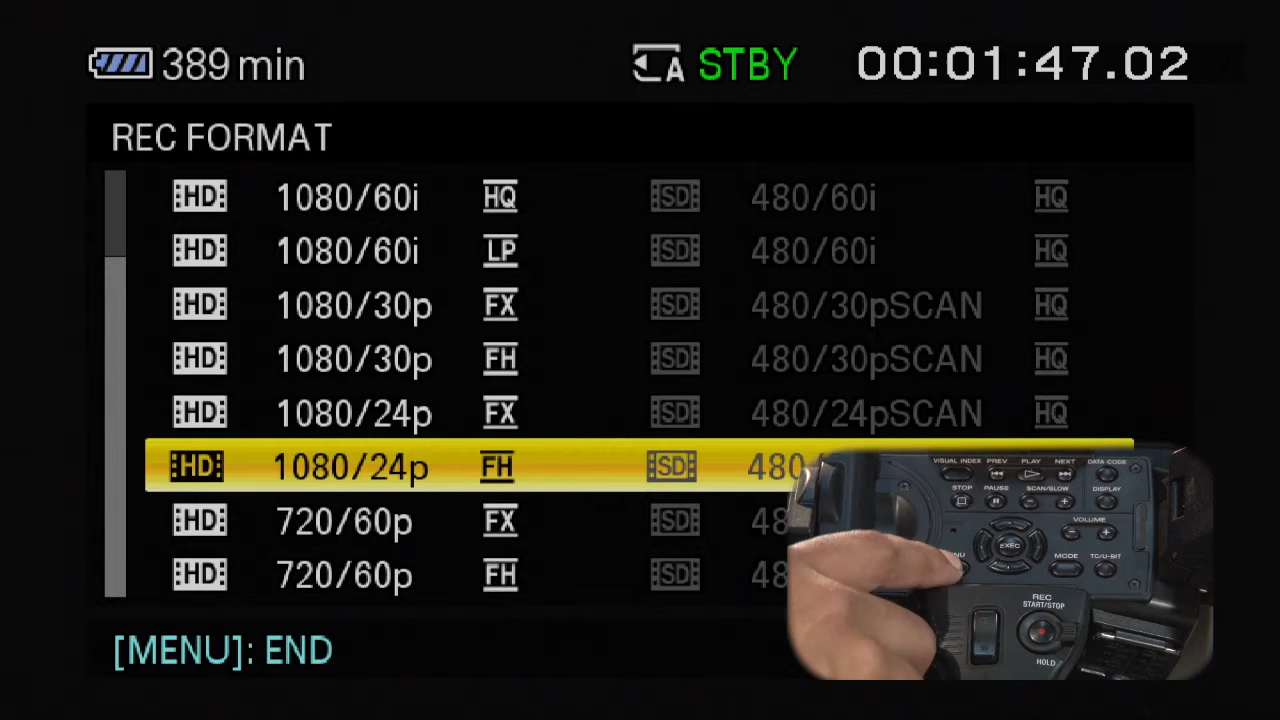 389 min A STBY 00:01:47.02
REC FORMAT
HD 1080/60i HQ SD 480/60i HQ
HD 1080/60i LP SD 480/60i HQ
HD 1080/30p FX SD 480/30pSCAN HQ
HD 1080/30p FH SD 480/30pSCAN HQ
HD 1080/24p FX SD 480/24pSCAN HQ
HD 1080/24p FH SD 480
HD 720/60p FX SD 48
HD 720/60p FH SD 48
[MENU]: END
VISUAL INDEX PREV PLAY NEXT DATA CODE
STOP PAUSE SCAN/SLOW DISPLAY
VOLUME
EXEC
NU MODE TC/U-BIT
REC
START/STOP
HOLD